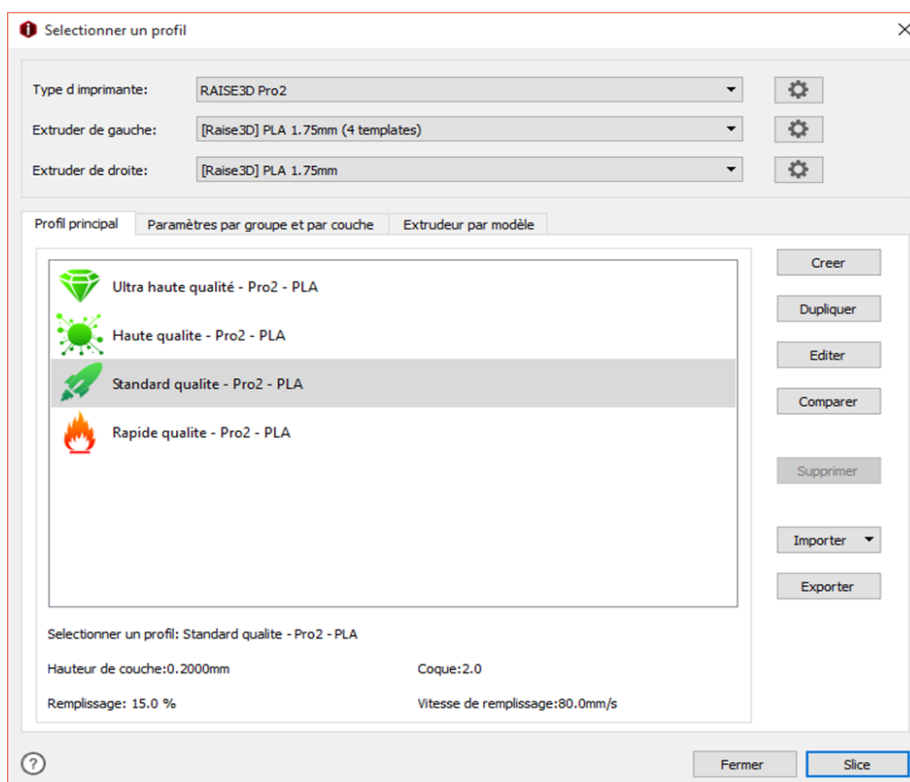 Selectionner un profil
Type d imprimante: RAISE3D Pro2
Extruder de gauche: [Raise3D] PLA 1.75mm (4 templates)
Extruder de droite: [Raise3D] PLA 1.75mm
Profil principal Paramètres par groupe et par couche Extrudeur par modèle
Ultra haute qualité - Pro2 - PLA
Haute qualite - Pro2 - PLA
Standard qualite - Pro2 - PLA
Rapide qualite - Pro2 - PLA
Creer
Dupliquer
Editer
Comparer
Supprimer
Importer
Exporter
Selectionner un profil: Standard qualite - Pro2 - PLA
Hauteur de couche:0.2000mm Coque:2.0
Remplissage: 15.0 % Vitesse de remplissage:80.0mm/s
? Fermer Slice